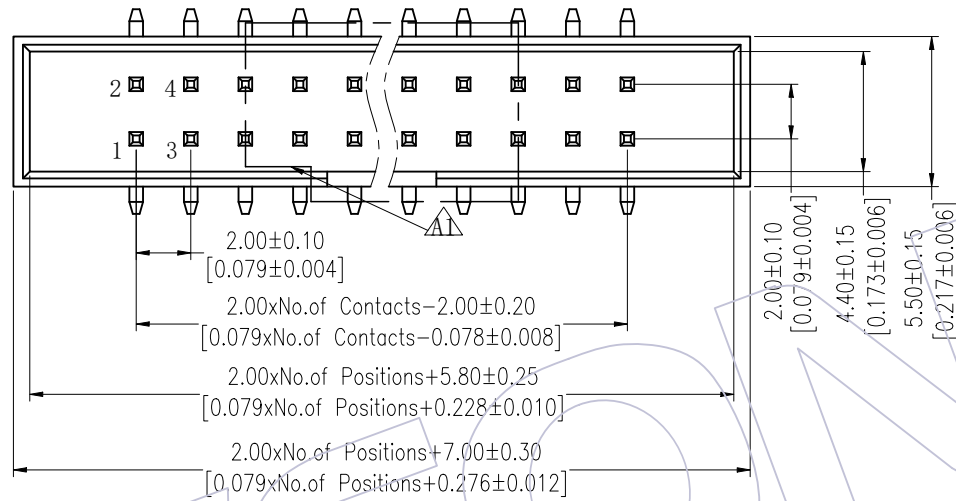 2 4
1 3
A1
2.00±0.10
[0.079±0.004]
2.00xNo.of Contacts-2.00±0.20
[0.079xNo.of Contacts-0.078±0.008]
2.00xNo.of Positions+5.80±0.25
[0.079xNo.of Positions+0.228±0.010]
2.00xNo.of Positions+7.00±0.30
[0.079xNo.of Positions+0.276±0.012]
2.00±0.10
[0.079±0.004]
4.40±0.15
[0.173±0.006]
5.50±0.15
[0.217±0.006]